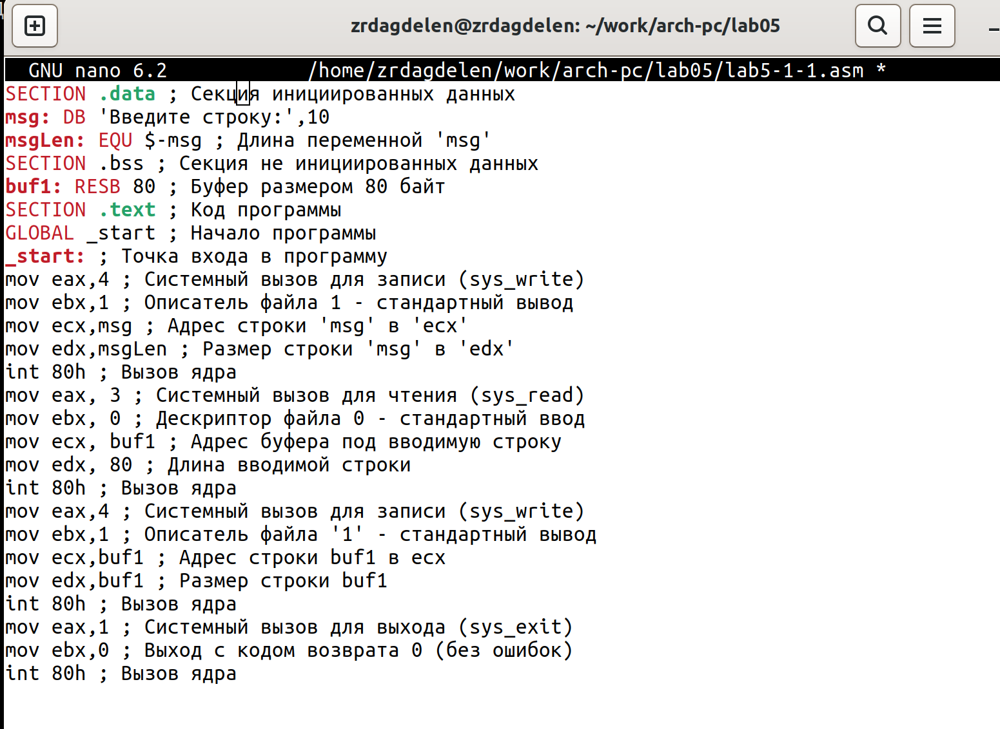 zrdagdelen@zrdagdelen: ~/work/arch-pc/lab05
GNU nano 6.2 /home/zrdagdelen/work/arch-pc/lab05/lab5-1-1.asm *
SECTION .data ; Секция инициированных данных
msg: DB 'Введите строку:',10
msgLen: EQU $-msg ; Длина переменной 'msg'
SECTION .bss ; Секция не инициированных данных
buf1: RESB 80 ; Буфер размером 80 байт
SECTION .text ; Код программы
GLOBAL _start ; Начало программы
_start: ; Точка входа в программу
mov eax,4 ; Системный вызов для записи (sys_write)
mov ebx,1 ; Описатель файла 1 - стандартный вывод
mov ecx,msg ; Адрес строки 'msg' в 'ecx'
mov edx,msgLen ; Размер строки 'msg' в 'edx'
int 80h ; Вызов ядра
mov eax, 3 ; Системный вызов для чтения (sys_read)
mov ebx, 0 ; Дескриптор файла 0 - стандартный ввод
mov ecx, buf1 ; Адрес буфера под вводимую строку
mov edx, 80 ; Длина вводимой строки
int 80h ; Вызов ядра
mov eax,4 ; Системный вызов для записи (sys_write)
mov ebx,1 ; Описатель файла '1' - стандартный вывод
mov ecx,buf1 ; Адрес строки buf1 в ecx
mov edx,buf1 ; Размер строки buf1
int 80h ; Вызов ядра
mov eax,1 ; Системный вызов для выхода (sys_exit)
mov ebx,0 ; Выход с кодом возврата 0 (без ошибок)
int 80h ; Вызов ядра